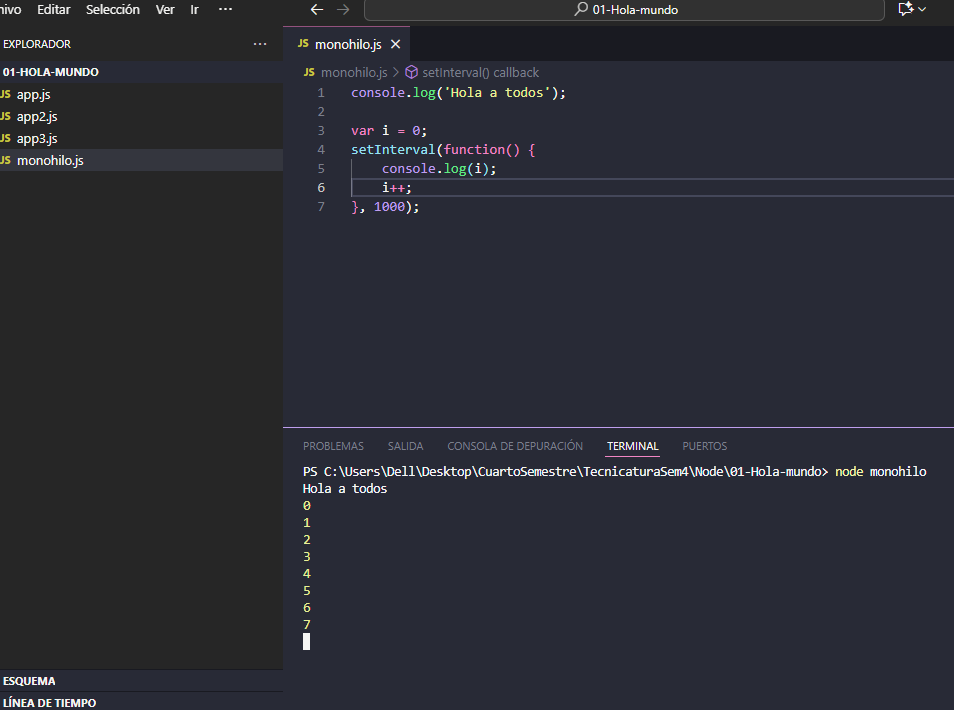 ivo Editar Selección Ver Ir ··· 01-Hola-mundo
EXPLORADOR ···
01-HOLA-MUNDO
JS app.js
JS app2.js
JS app3.js
JS monohilo.js
ESQUEMA
LÍNEA DE TIEMPO
JS monohilo.js
JS monohilo.js > setInterval() callback
1 console.log('Hola a todos');
2
3 var i = 0;
4 setInterval(function() {
5 console.log(i);
6 i++;
7 }, 1000);
PROBLEMAS SALIDA CONSOLA DE DEPURACIÓN TERMINAL PUERTOS
PS C:\Users\Dell\Desktop\CuartoSemestre\TecnicaturaSem4\Node\01-Hola-mundo> node monohilo
Hola a todos
0
1
2
3
4
5
6
7